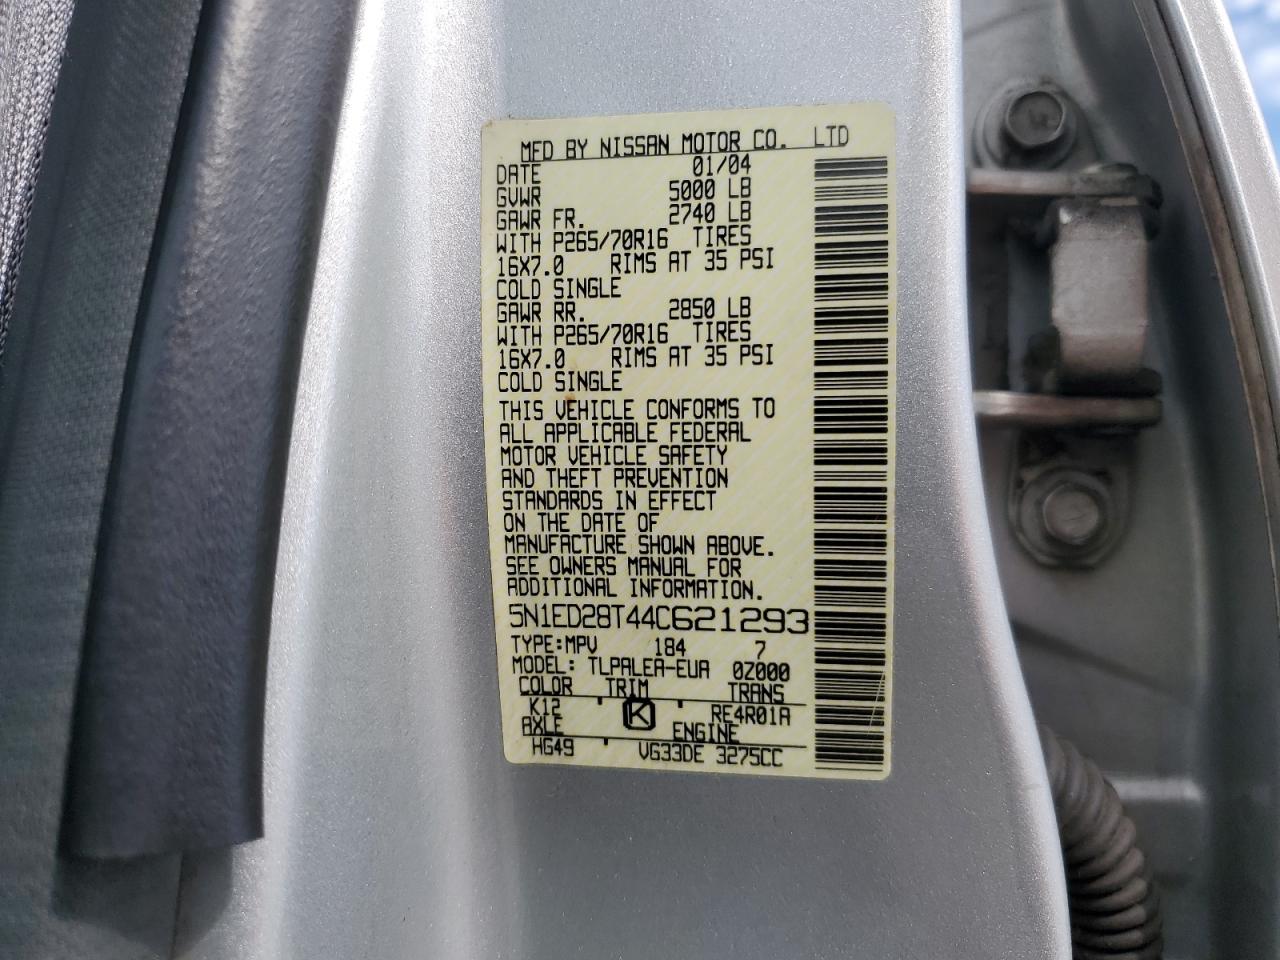 MFD BY NISSAN MOTOR CO. LTD
DATE 01/04
GVWR 5000 LB
GAWR FR. 2740 LB
WITH P265/70R16 TIRES
16X7.0 RIMS AT 35 PSI
COLD SINGLE
GAWR RR. 2850 LB
WITH P265/70R16 TIRES
16X7.0 RIMS AT 35 PSI
COLD SINGLE
THIS VEHICLE CONFORMS TO
ALL APPLICABLE FEDERAL
MOTOR VEHICLE SAFETY
AND THEFT PREVENTION
STANDARDS IN EFFECT
ON THE DATE OF
MANUFACTURE SHOWN ABOVE.
SEE OWNERS MANUAL FOR
ADDITIONAL INFORMATION.
5N1ED28T44C621293
TYPE:MPV 184 7
MODEL: TLPALEA-EUA 0Z000
COLOR TRIM TRANS
K12 K RE4R01A
AXLE ENGINE
HG49 VG33DE 3275CC